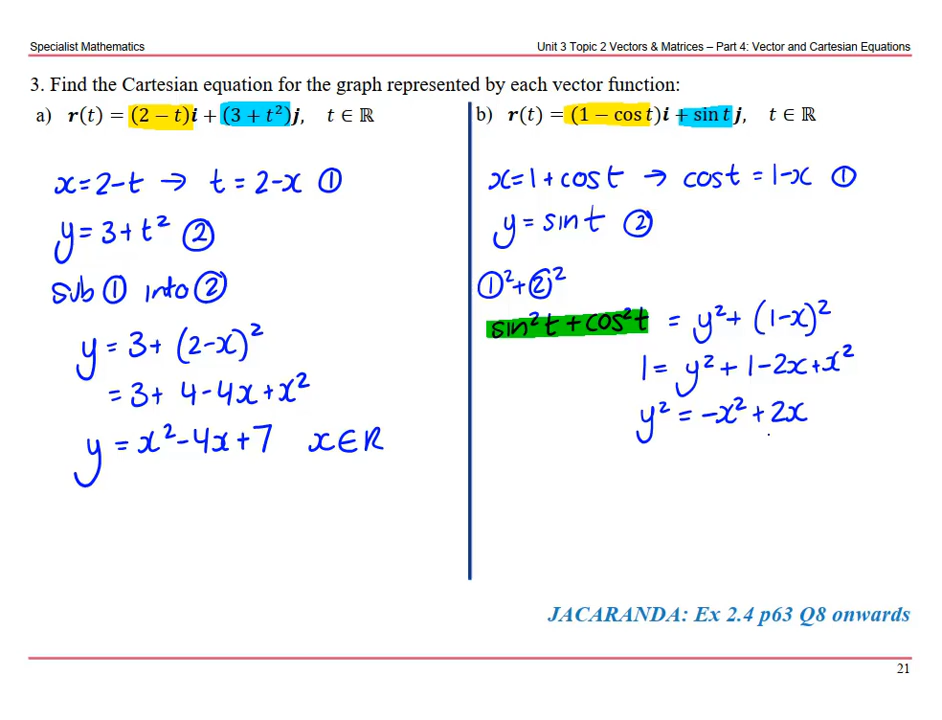 Specialist Mathematics
Unit 3 Topic 2 Vectors & Matrices – Part 4: Vector and Cartesian Equations
3. Find the Cartesian equation for the graph represented by each vector function:
a) r(t) = (2 − t)i + (3 + t²)j, t ∈ ℝ
x = 2-t → t = 2-x ①
y = 3+t² ②
sub ① into ②
y = 3+ (2-x)²
= 3+ 4-4x+x²
y = x²-4x+7 x∈R
b) r(t) = (1 − cos t)i + sin t j, t ∈ ℝ
x = 1 + cos t → cos t = 1-x ①
y = sin t ②
①²+②²
sin²t + cos²t = y² + (1-x)²
1 = y² + 1-2x+x²
y² = -x² + 2x
JACARANDA: Ex 2.4 p63 Q8 onwards
21